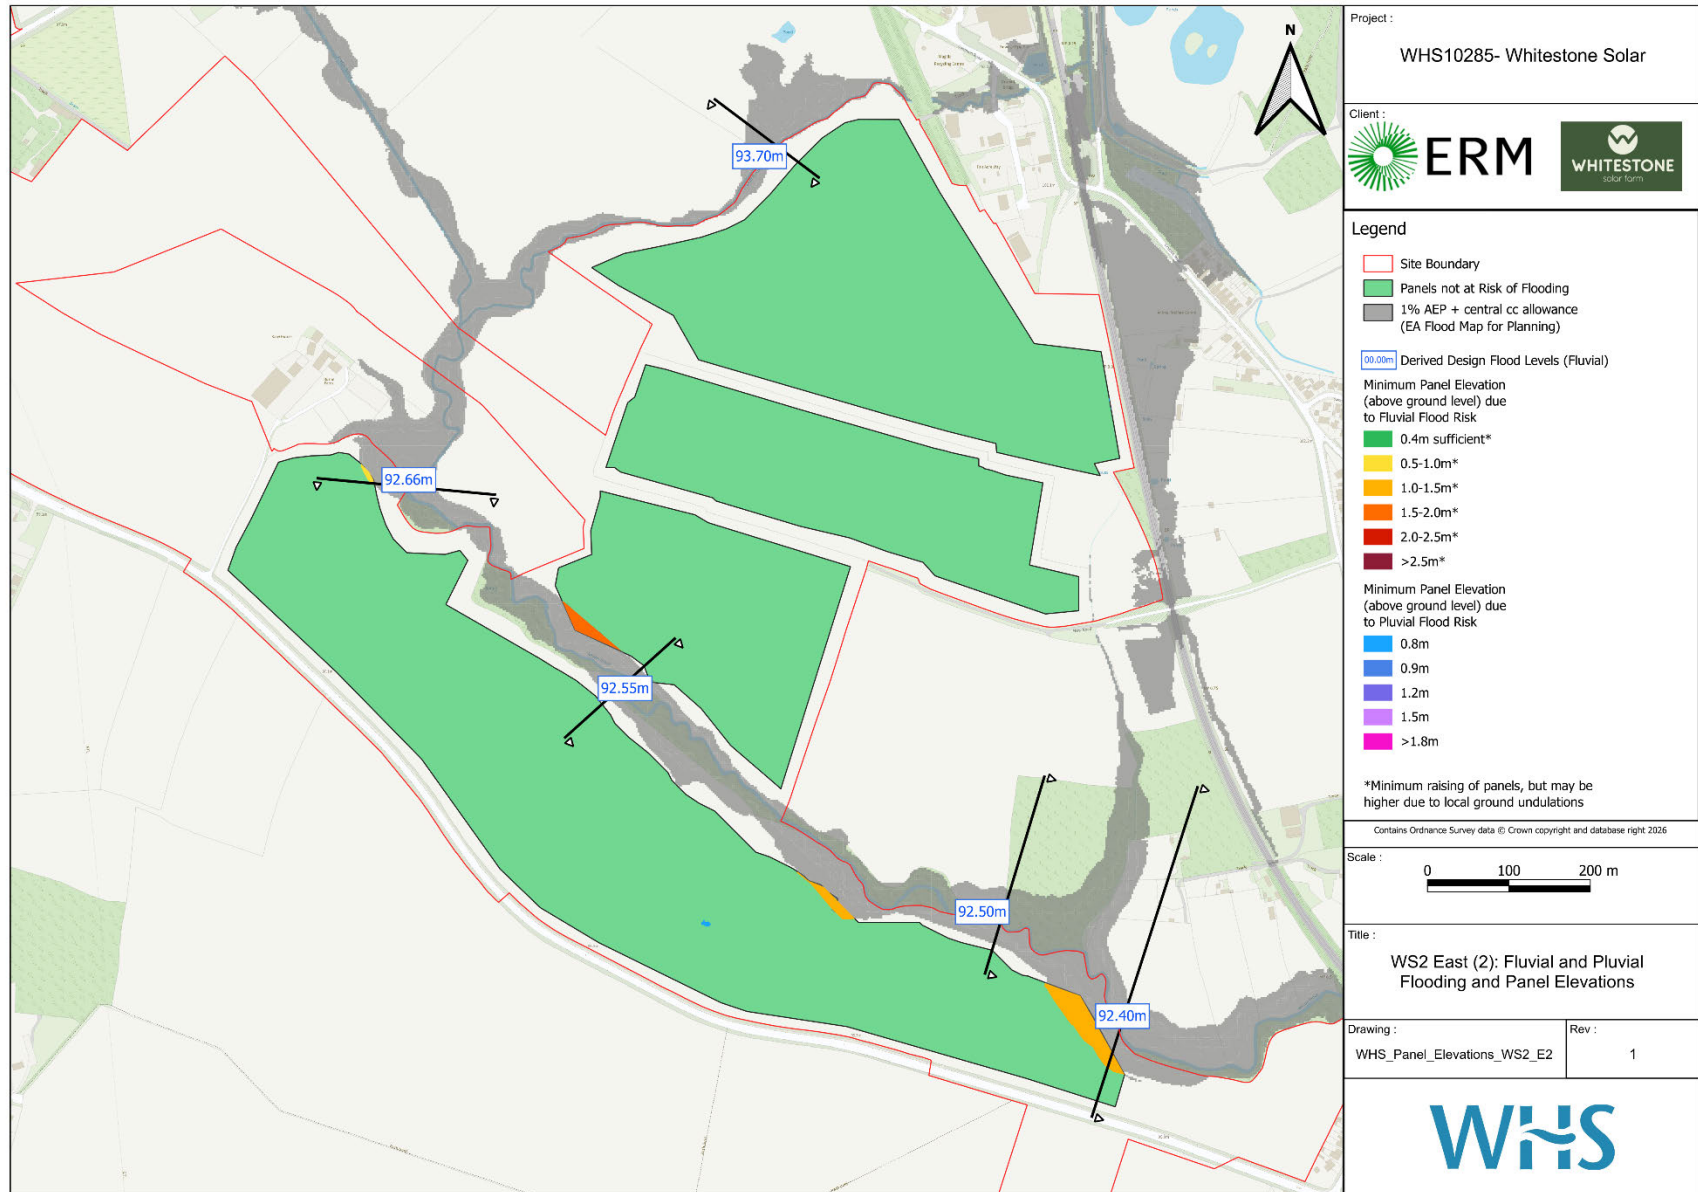 N
93.70m
92.66m
92.55m
92.50m
92.40m
Project :
WHS10285- Whitestone Solar
Client :
ERM
WHITESTONE
solar farm
Legend
Site Boundary
Panels not at Risk of Flooding
1% AEP + central cc allowance
(EA Flood Map for Planning)
00.00m Derived Design Flood Levels (Fluvial)
Minimum Panel Elevation
(above ground level) due
to Fluvial Flood Risk
0.4m sufficient*
0.5-1.0m*
1.0-1.5m*
1.5-2.0m*
2.0-2.5m*
>2.5m*
Minimum Panel Elevation
(above ground level) due
to Pluvial Flood Risk
0.8m
0.9m
1.2m
1.5m
>1.8m
*Minimum raising of panels, but may be
higher due to local ground undulations
Contains Ordnance Survey data © Crown copyright and database right 2026
Scale :
0 100 200 m
Title :
WS2 East (2): Fluvial and Pluvial
Flooding and Panel Elevations
Drawing :
WHS_Panel_Elevations_WS2_E2
Rev :
1
WHS